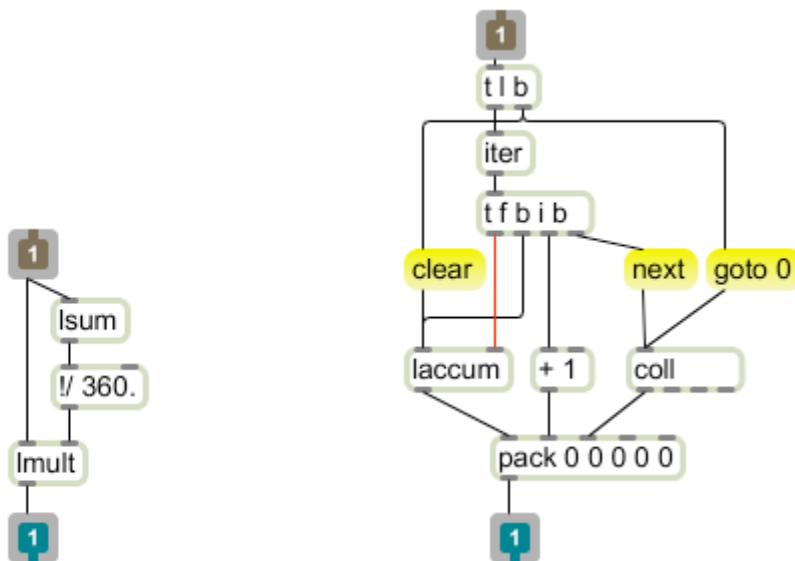 1
t l b
iter
t f b i b
1
clear
next
goto 0
lsum
laccum
+ 1
coll
!/ 360.
lmult
pack 0 0 0 0 0
1
1